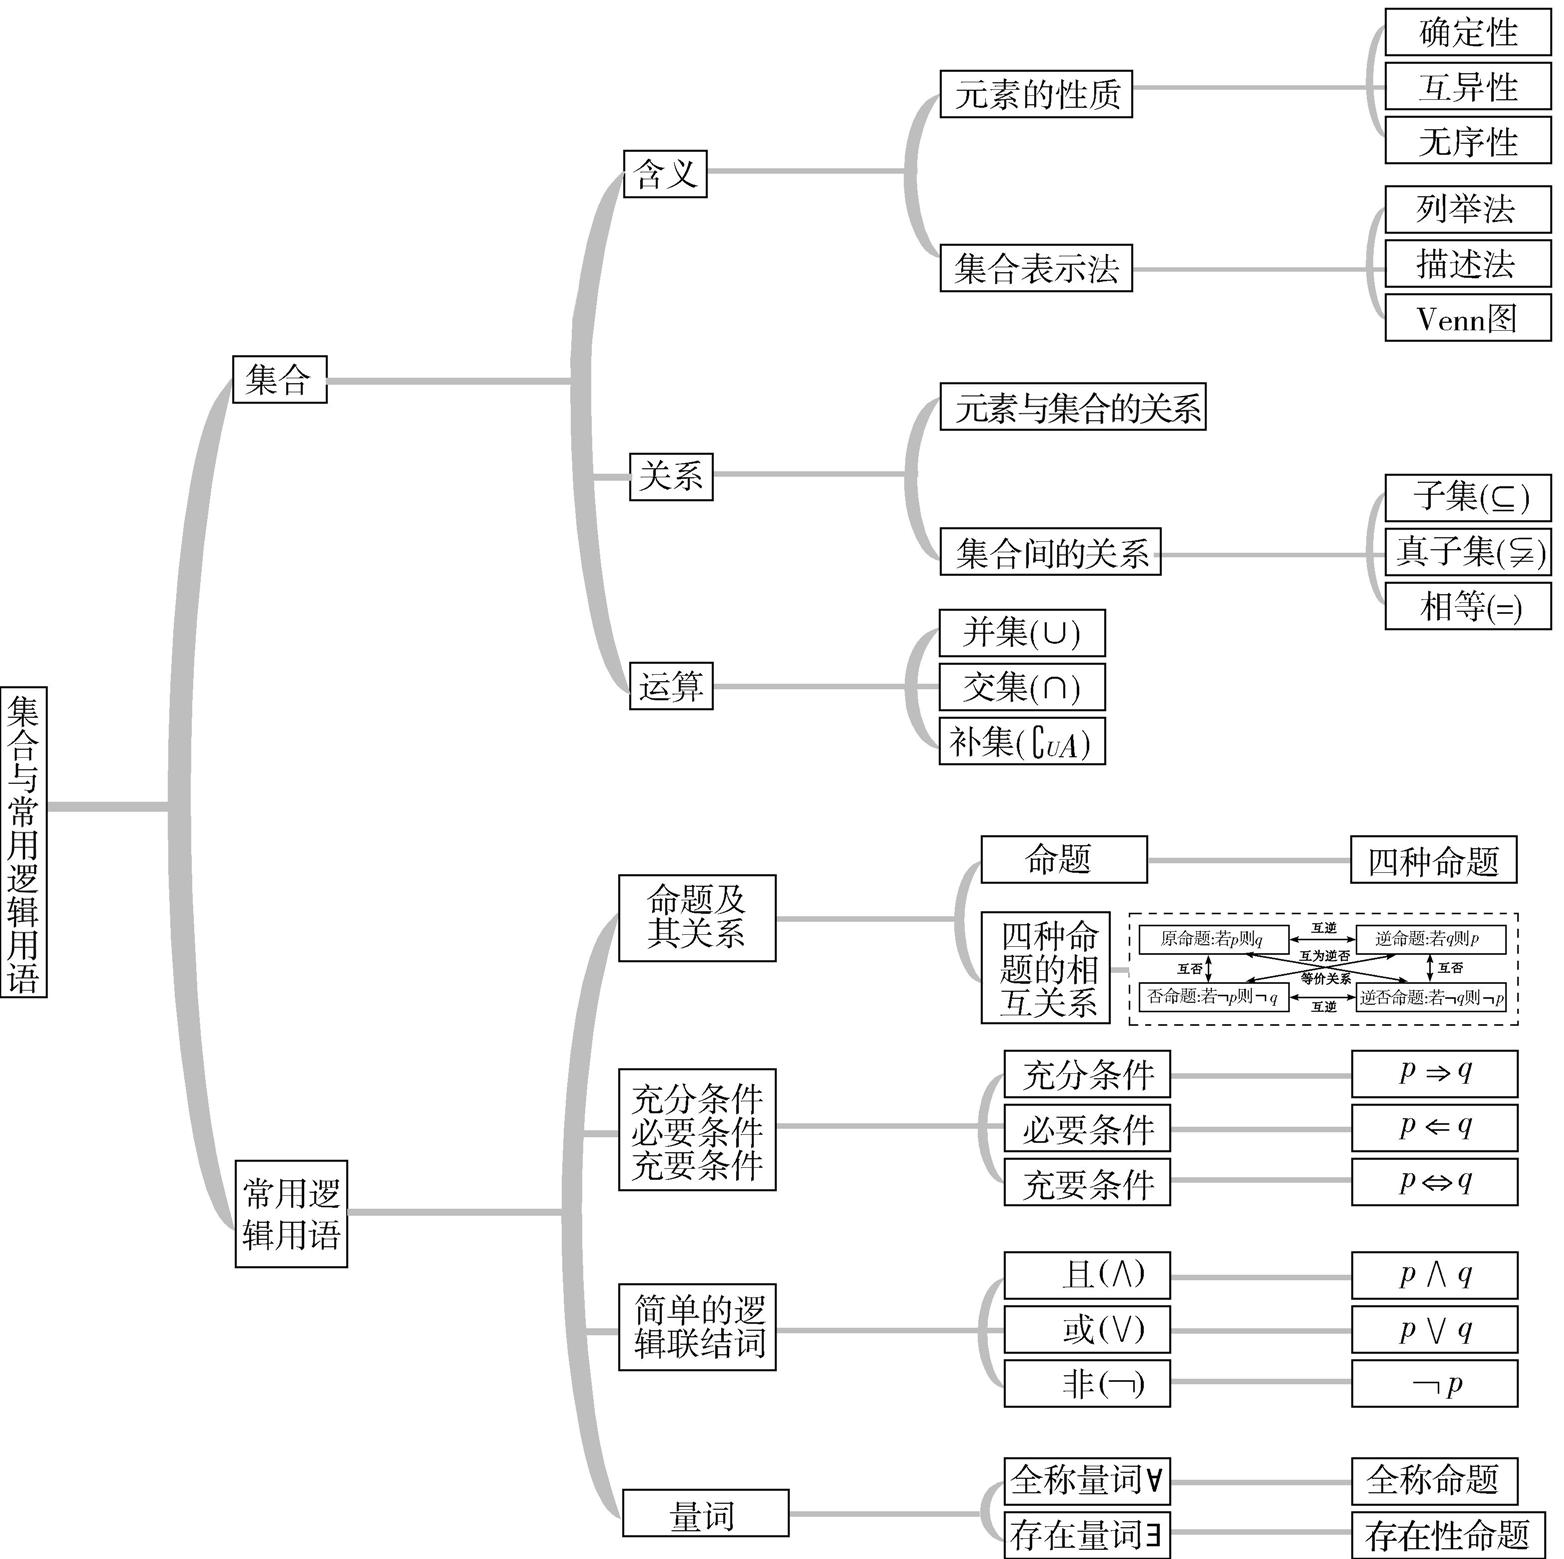 集合与常用逻辑用语
集合
含义
元素的性质
确定性
互异性
无序性
集合表示法
列举法
描述法
Venn图
关系
元素与集合的关系
集合间的关系
子集(⊆)
真子集(⫋)
相等(=)
运算
并集(∪)
交集(∩)
补集(∁UA)
常用逻
辑用语
命题及
其关系
命题
四种命题
四种命
题的相
互关系
原命题:若p则q
互逆
逆命题:若q则p
互否
互为逆否
等价关系
互否
否命题:若¬p则¬q
互逆
逆否命题:若¬q则¬p
充分条件
必要条件
充要条件
充分条件
p⇒q
必要条件
p⇐q
充要条件
p⇔q
简单的逻
辑联结词
且(∧)
p∧q
或(∨)
p∨q
非(¬)
¬p
量词
全称量词∀
全称命题
存在量词∃
存在性命题